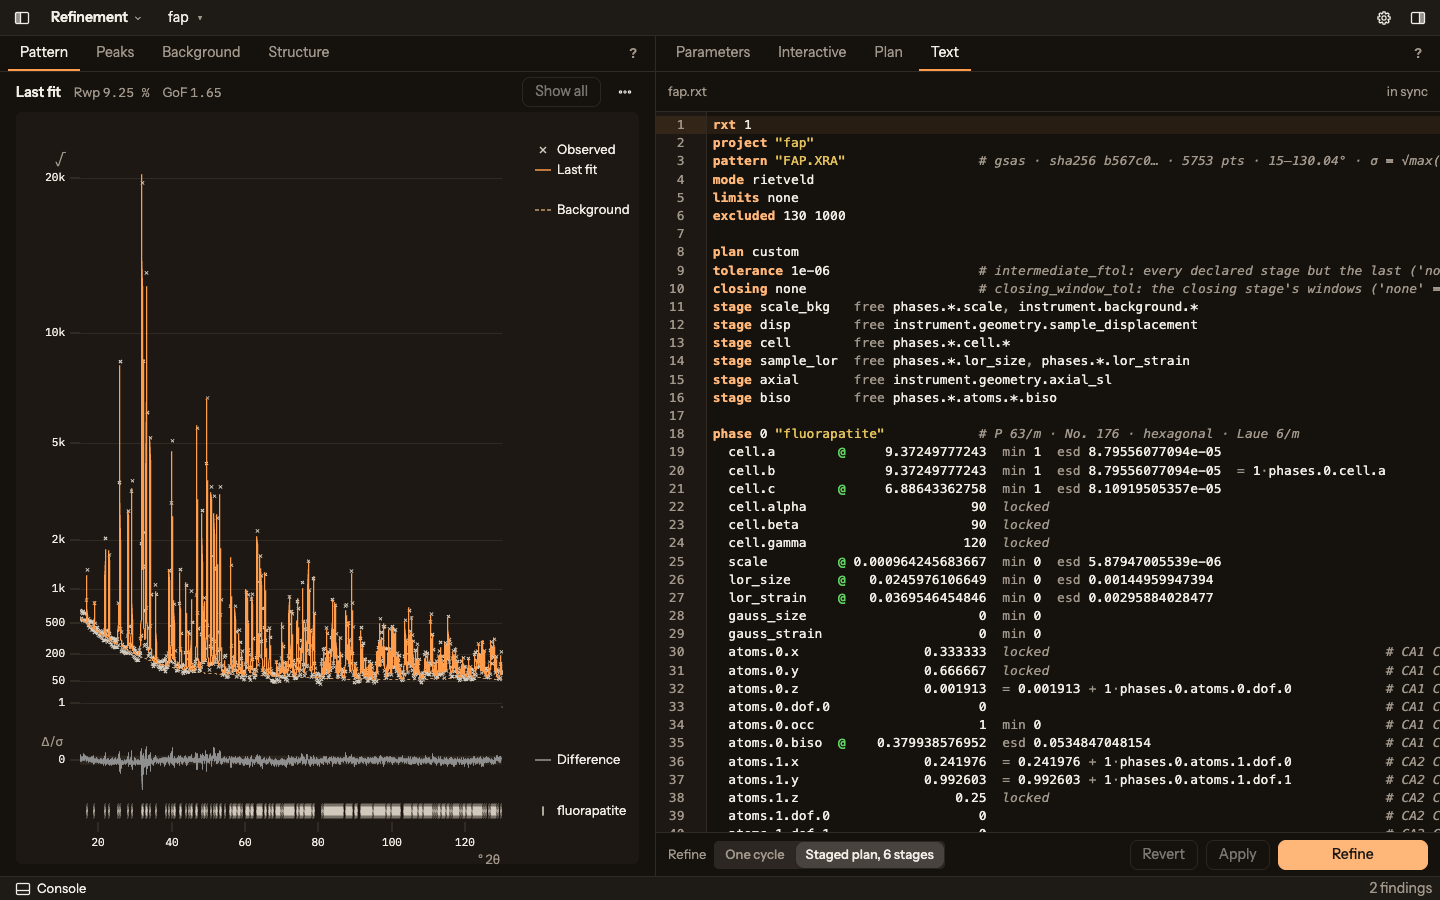 Refinement fap
Pattern Peaks Background Structure ?
Last fit Rwp 9.25 % GoF 1.65 Show all •••
√
20k
10k
5k
2k
1k
500
200
50
1
Δ/σ
0
Observed
Last fit
Background
Difference
fluorapatite
20 40 60 80 100 120
°2θ
Parameters Interactive Plan Text ?
fap.rxt in sync
1 rxt 1
2 project "fap"
3 pattern "FAP.XRA" # gsas · sha256 b567c0… · 5753 pts · 15–130.04° · σ = √max(
4 mode rietveld
5 limits none
6 excluded 130 1000
7
8 plan custom
9 tolerance 1e-06 # intermediate_ftol: every declared stage but the last ('no
10 closing none # closing_window_tol: the closing stage's windows ('none' =
11 stage scale_bkg free phases.*.scale, instrument.background.*
12 stage disp free instrument.geometry.sample_displacement
13 stage cell free phases.*.cell.*
14 stage sample_lor free phases.*.lor_size, phases.*.lor_strain
15 stage axial free instrument.geometry.axial_sl
16 stage biso free phases.*.atoms.*.biso
17
18 phase 0 "fluorapatite" # P 63/m · No. 176 · hexagonal · Laue 6/m
19 cell.a @ 9.37249777243 min 1 esd 8.79556077094e-05
20 cell.b 9.37249777243 min 1 esd 8.79556077094e-05 = 1·phases.0.cell.a
21 cell.c @ 6.88643362758 min 1 esd 8.10919505357e-05
22 cell.alpha 90 locked
23 cell.beta 90 locked
24 cell.gamma 120 locked
25 scale @ 0.000964245683667 min 0 esd 5.87947005539e-06
26 lor_size @ 0.0245976106649 min 0 esd 0.00144959947394
27 lor_strain @ 0.0369546454846 min 0 esd 0.00295884028477
28 gauss_size 0 min 0
29 gauss_strain 0 min 0
30 atoms.0.x 0.333333 locked # CA1 C
31 atoms.0.y 0.666667 locked # CA1 C
32 atoms.0.z 0.001913 = 0.001913 + 1·phases.0.atoms.0.dof.0 # CA1 C
33 atoms.0.dof.0 0 # CA1 C
34 atoms.0.occ 1 min 0 # CA1 C
35 atoms.0.biso @ 0.379938576952 esd 0.0534847048154 # CA1 C
36 atoms.1.x 0.241976 = 0.241976 + 1·phases.0.atoms.1.dof.0 # CA2 C
37 atoms.1.y 0.992603 = 0.992603 + 1·phases.0.atoms.1.dof.1 # CA2 C
38 atoms.1.z 0.25 locked # CA2 C
39 atoms.1.dof.0 0 # CA2 C
Refine One cycle Staged plan, 6 stages Revert Apply Refine
Console 2 findings